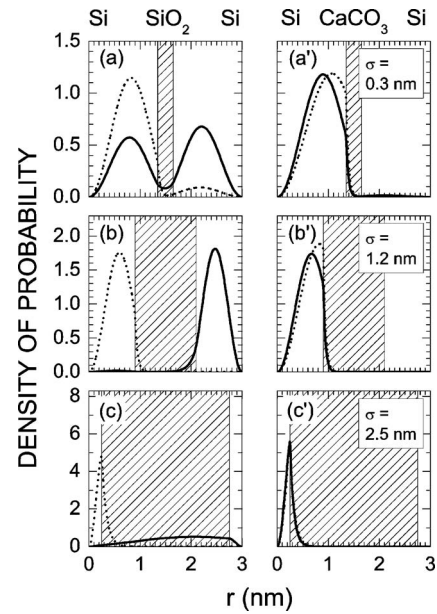 Si SiO₂ Si Si CaCO₃ Si
DENSITY OF PROBABILITY
1.5
1.0
0.5
0.0
(a)
(a')
σ =
0.3 nm
2.0
1.5
1.0
0.5
0.0
(b)
(b')
σ =
1.2 nm
8
6
4
2
0
(c)
(c')
σ =
2.5 nm
0 1 2 3 0 1 2 3
r (nm)